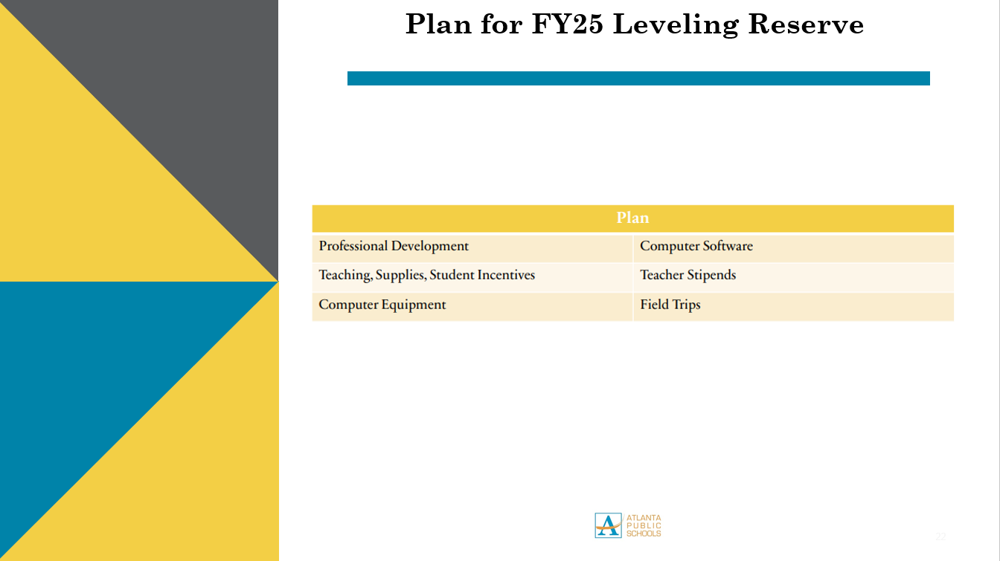 Plan for FY25 Leveling Reserve
Plan
Professional Development
Computer Software
Teaching, Supplies, Student Incentives
Teacher Stipends
Computer Equipment
Field Trips
ATLANTA
PUBLIC
SCHOOLS
22